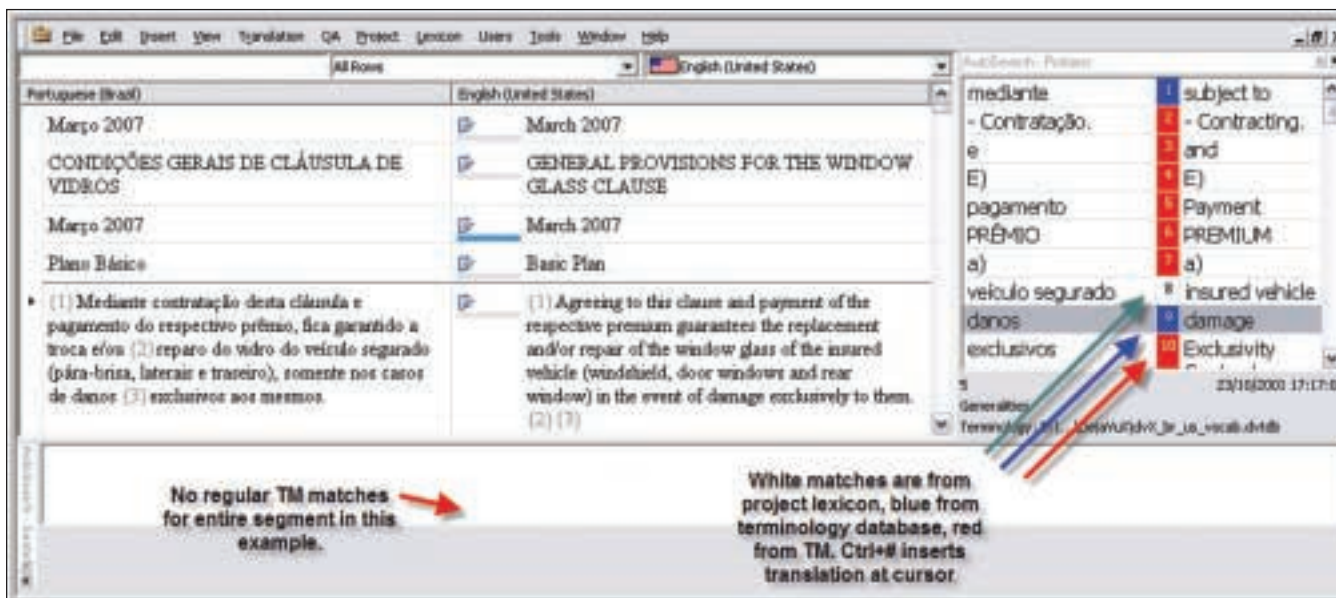 File Edit Insert View Translation QA Project Lexicon Users Tools Window Help
All Rows English (United States)
AutoSearch - Portions
Portuguese (Brazil) English (United States)
Março 2007 March 2007
CONDIÇÕES GERAIS DE CLÁUSULA DE GENERAL PROVISIONS FOR THE WINDOW
VIDROS GLASS CLAUSE
Março 2007 March 2007
Plano Básico Basic Plan
{1} Mediante contratação desta cláusula e {1} Agreeing to this clause and payment of the
pagamento do respectivo prêmio, fica garantido a respective premium guarantees the replacement
troca e/ou {2} reparo do vidro do veículo segurado and/or repair of the window glass of the insured
(pára-brisa, laterais e traseiro), somente nos casos vehicle (windshield, door windows and rear
de danos {3} exclusivos aos mesmos. window) in the event of damage exclusively to them.
{2} {3}
mediante 1 subject to
- Contratação. 2 - Contracting.
e 3 and
E) 4 E)
pagamento 5 Payment
PRÊMIO 6 PREMIUM
a) 7 a)
veículo segurado 8 insured vehicle
danos 9 damage
exclusivos 10 Exclusivity
5 17:17:
Generalities
Terminology
No regular TM matches
for entire segment in this
example.
White matches are from
project lexicon, blue from
terminology database, red
from TM. Ctrl+# inserts
translation at cursor